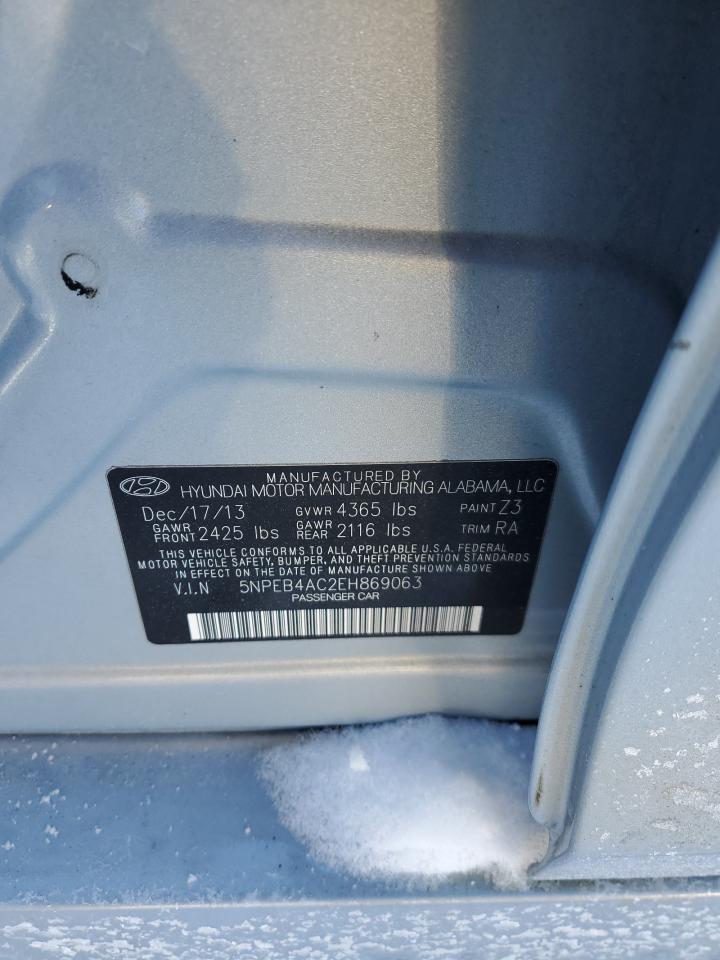 MANUFACTURED BY
HYUNDAI MOTOR MANUFACTURING ALABAMA, LLC
Dec/17/13 GVWR 4365 lbs PAINT Z3
GAWR FRONT 2425 lbs GAWR REAR 2116 lbs TRIM RA
THIS VEHICLE CONFORMS TO ALL APPLICABLE U.S.A. FEDERAL
MOTOR VEHICLE SAFETY, BUMPER, AND THEFT PREVENTION STANDARDS
IN EFFECT ON THE DATE OF MANUFACTURE SHOWN ABOVE
V.I.N 5NPEB4AC2EH869063
PASSENGER CAR